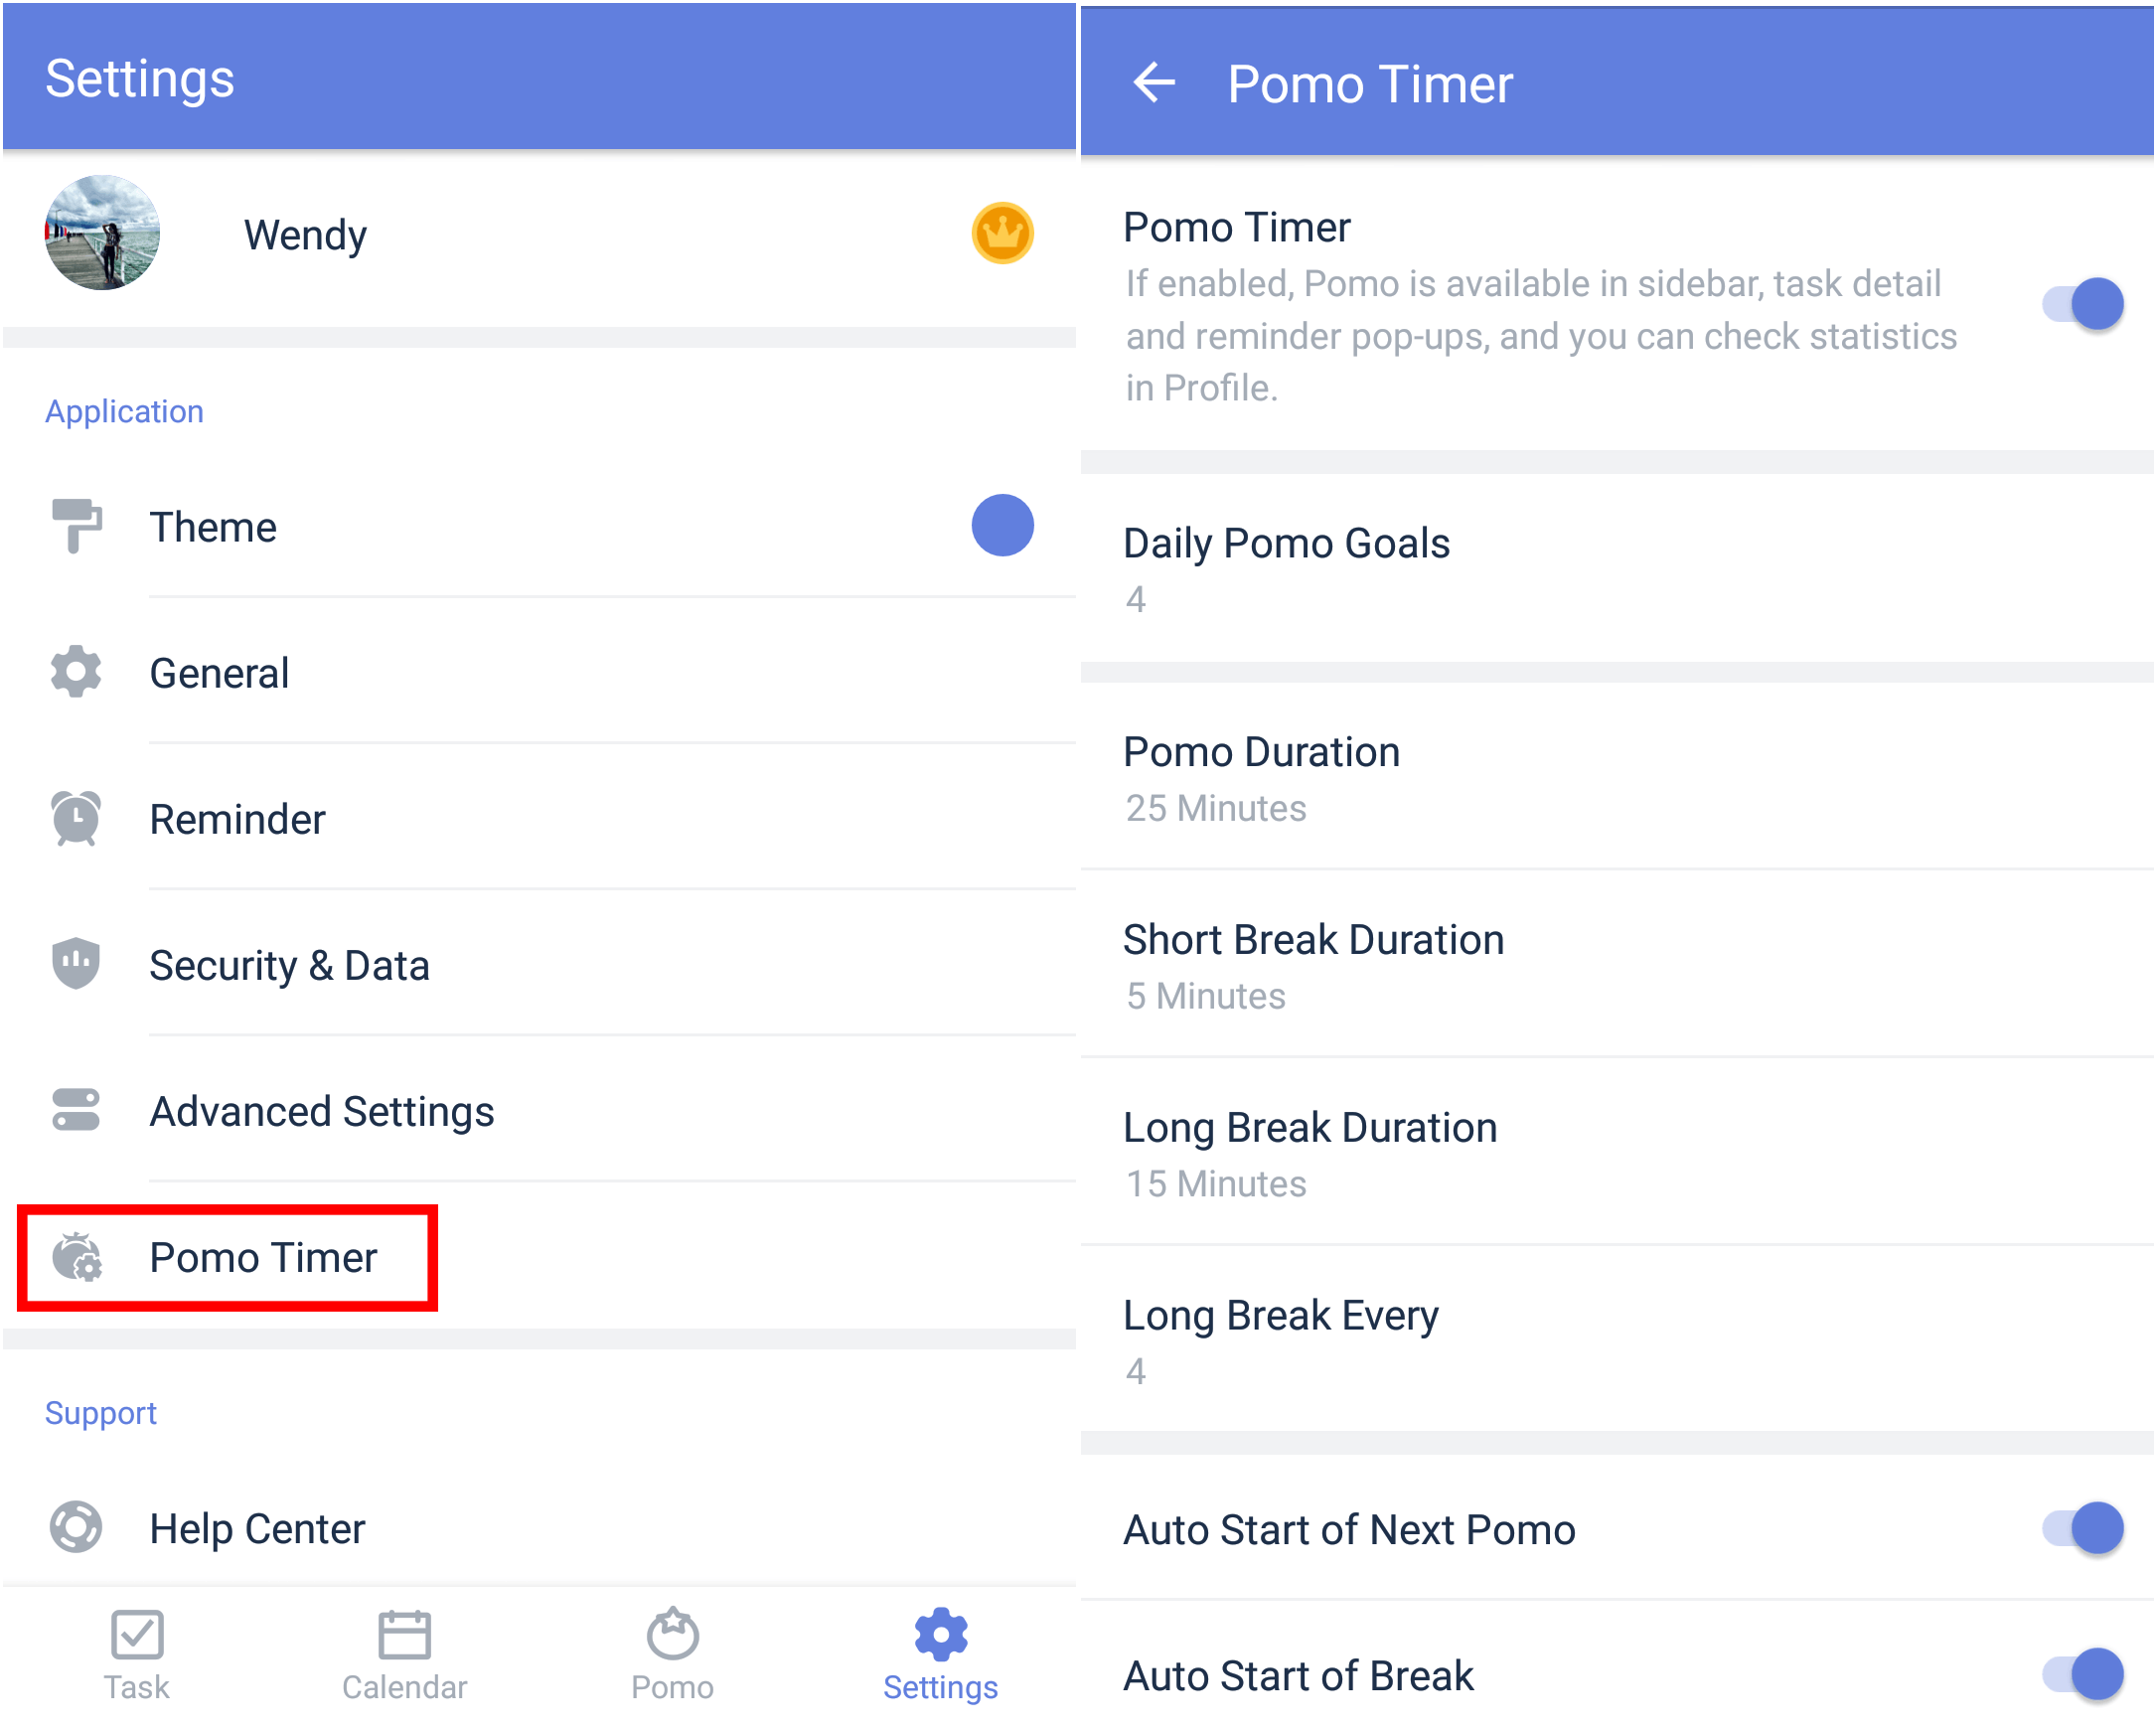 Settings
Wendy
Application
Theme
General
Reminder
Security & Data
Advanced Settings
Pomo Timer
Support
Help Center
Task
Calendar
Pomo
Settings
Pomo Timer
Pomo Timer
If enabled, Pomo is available in sidebar, task detail
and reminder pop-ups, and you can check statistics
in Profile.
Daily Pomo Goals
4
Pomo Duration
25 Minutes
Short Break Duration
5 Minutes
Long Break Duration
15 Minutes
Long Break Every
4
Auto Start of Next Pomo
Auto Start of Break